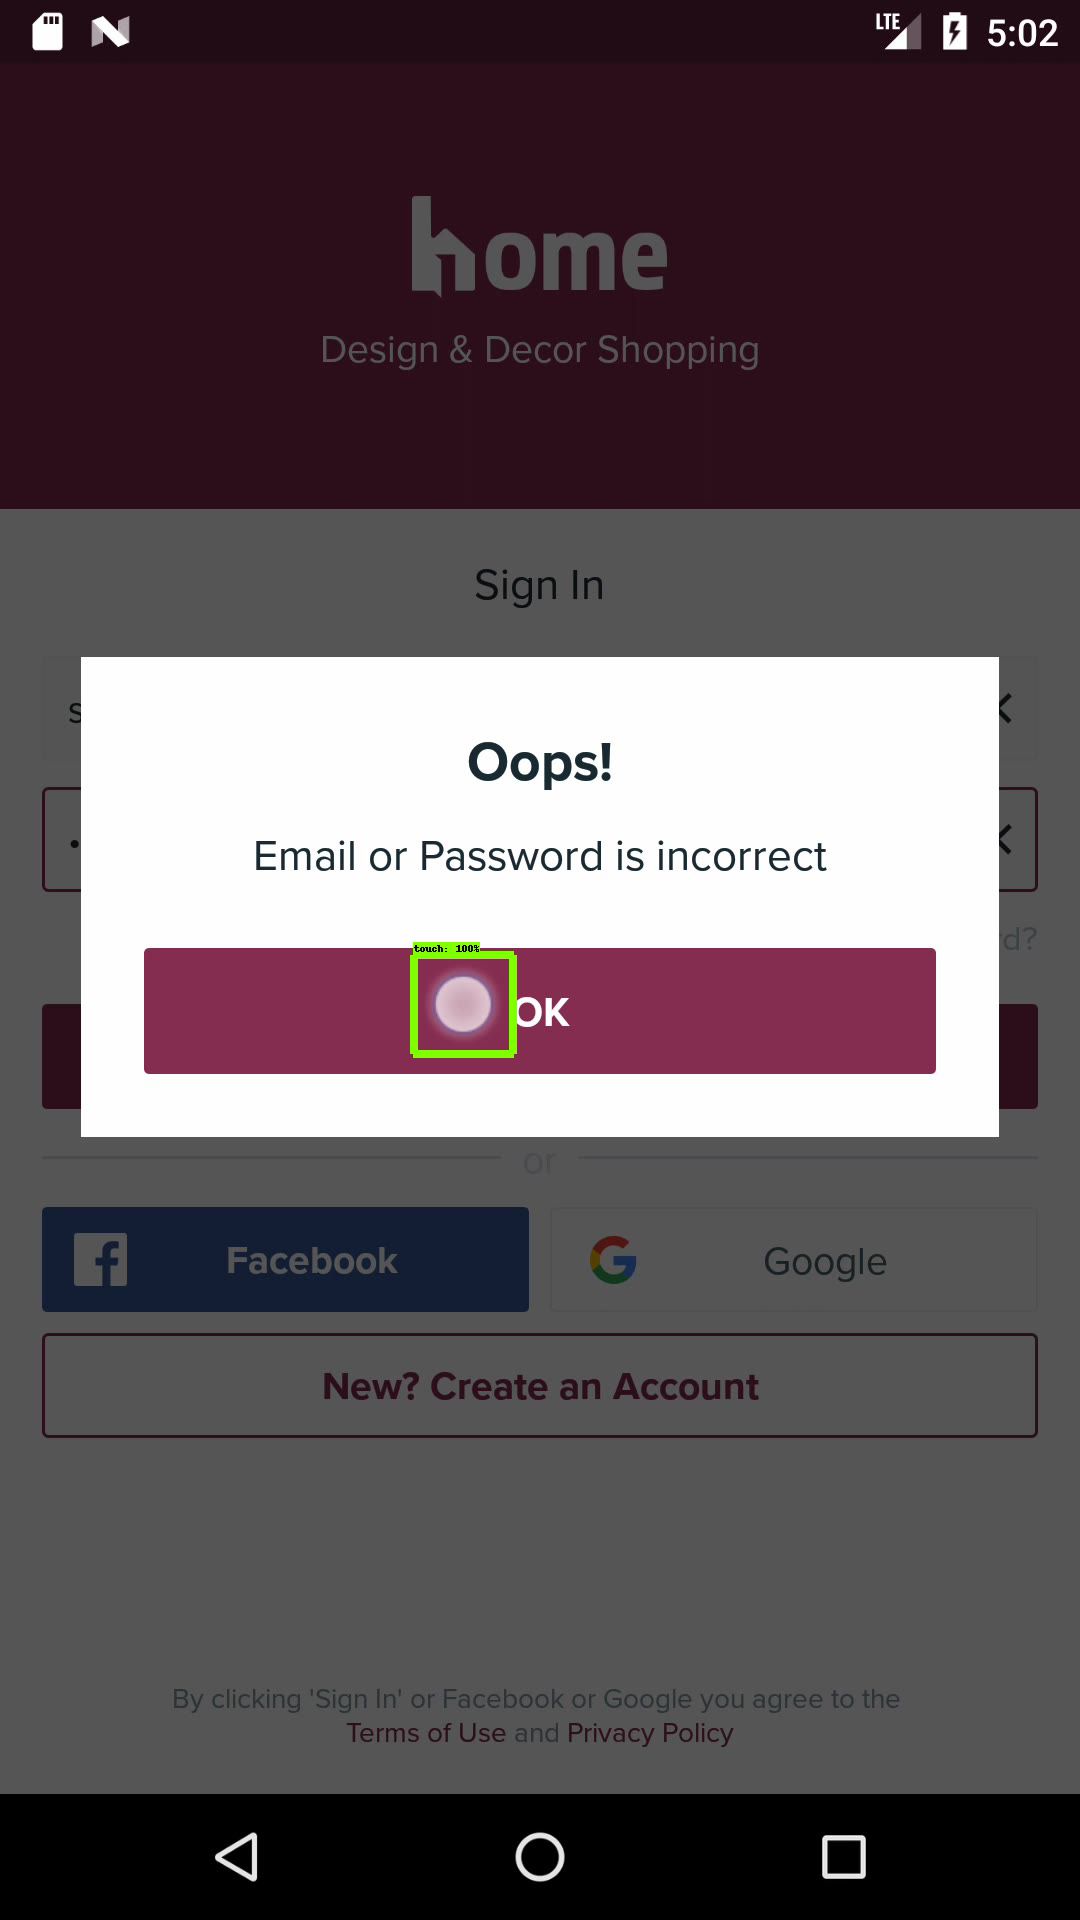 LTE 5:02
home
Design & Decor Shopping
Sign In
s
Oops!
Email or Password is incorrect
rd?
touch: 100%
OK
or
Facebook
Google
New? Create an Account
By clicking 'Sign In' or Facebook or Google you agree to the
Terms of Use and Privacy Policy